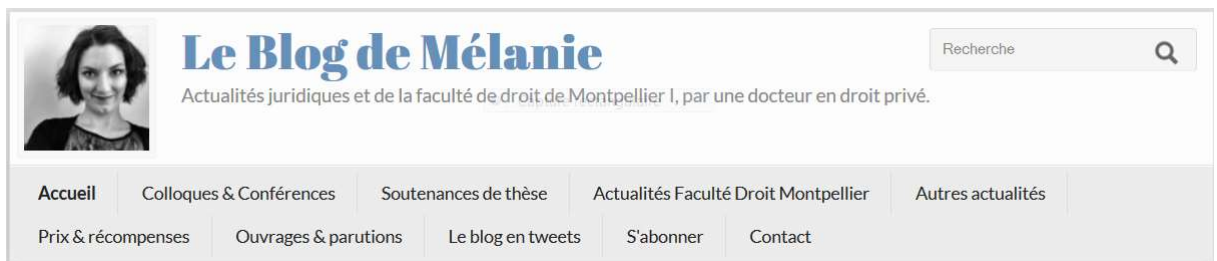 Le Blog de Mélanie
Recherche
Actualités juridiques et de la faculté de droit de Montpellier I, par une docteur en droit privé.
Accueil Colloques & Conférences Soutenances de thèse Actualités Faculté Droit Montpellier Autres actualités
Prix & récompenses Ouvrages & parutions Le blog en tweets S'abonner Contact